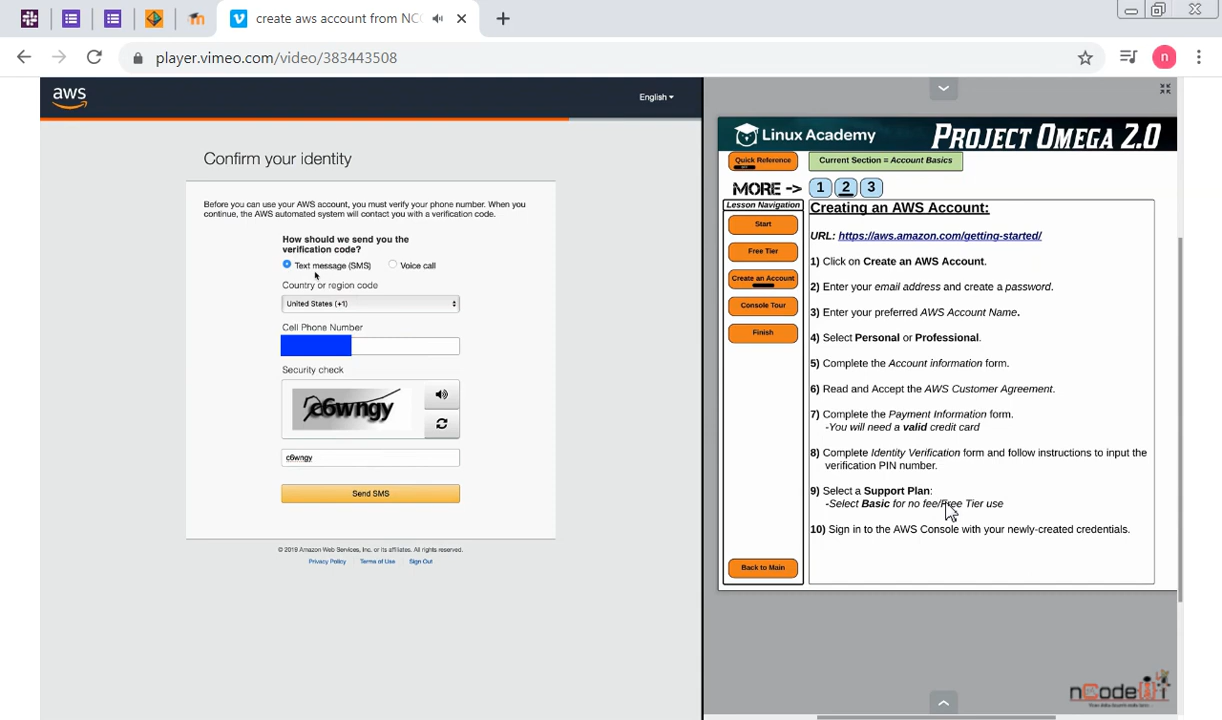 create aws account from NCO
player.vimeo.com/video/383443508
n
aws
English
Confirm your identity
Before you can use your AWS account, you must verify your phone number. When you
continue, the AWS automated system will contact you with a verification code.
How should we send you the
verification code?
Text message (SMS)
Voice call
Country or region code
United States (+1)
Cell Phone Number
Security check
c6wngy
c6wngy
Send SMS
© 2019 Amazon Web Services, Inc. or its affiliates. All rights reserved.
Privacy Policy Terms of Use Sign Out
Linux Academy
PROJECT OMEGA 2.0
Quick Reference
Current Section = Account Basics
MORE -> 1 2 3
Lesson Navigation
Start
Free Tier
Create an Account
Console Tour
Finish
Back to Main
Creating an AWS Account:
URL: https://aws.amazon.com/getting-started/
1) Click on Create an AWS Account.
2) Enter your email address and create a password.
3) Enter your preferred AWS Account Name.
4) Select Personal or Professional.
5) Complete the Account information form.
6) Read and Accept the AWS Customer Agreement.
7) Complete the Payment Information form.
-You will need a valid credit card
8) Complete Identity Verification form and follow instructions to input the
verification PIN number.
9) Select a Support Plan:
-Select Basic for no fee/Free Tier use
10) Sign in to the AWS Console with your newly-created credentials.